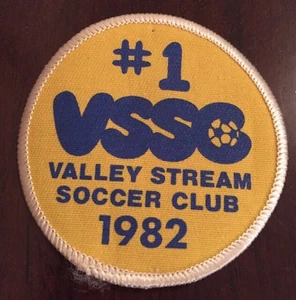 #1
VSSC
VALLEY STREAM
SOCCER CLUB
1982